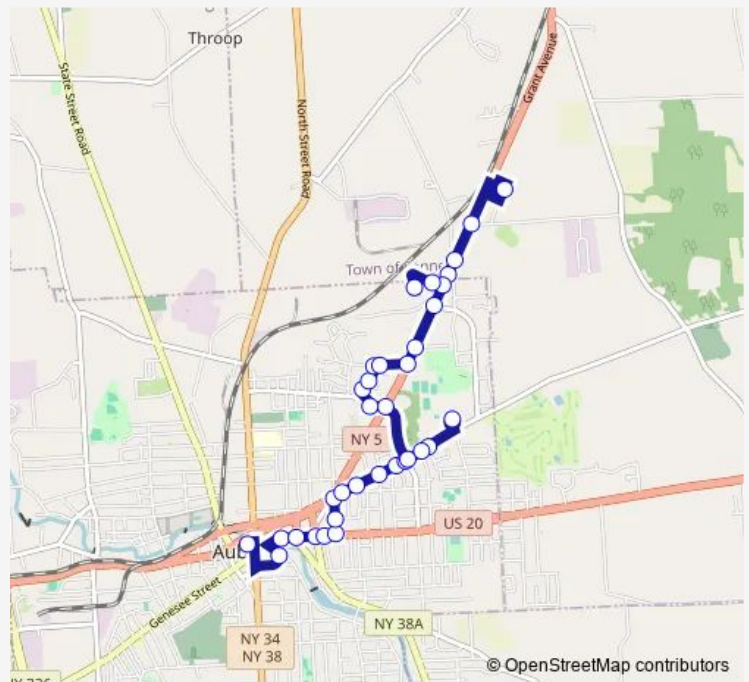 Throop
Grant Avenue
State Street Road
North Street Road
Town of
NY 5
US 20
Genesee Street
NY 38A
NY 34
NY 38
© OpenStreetMap contributors